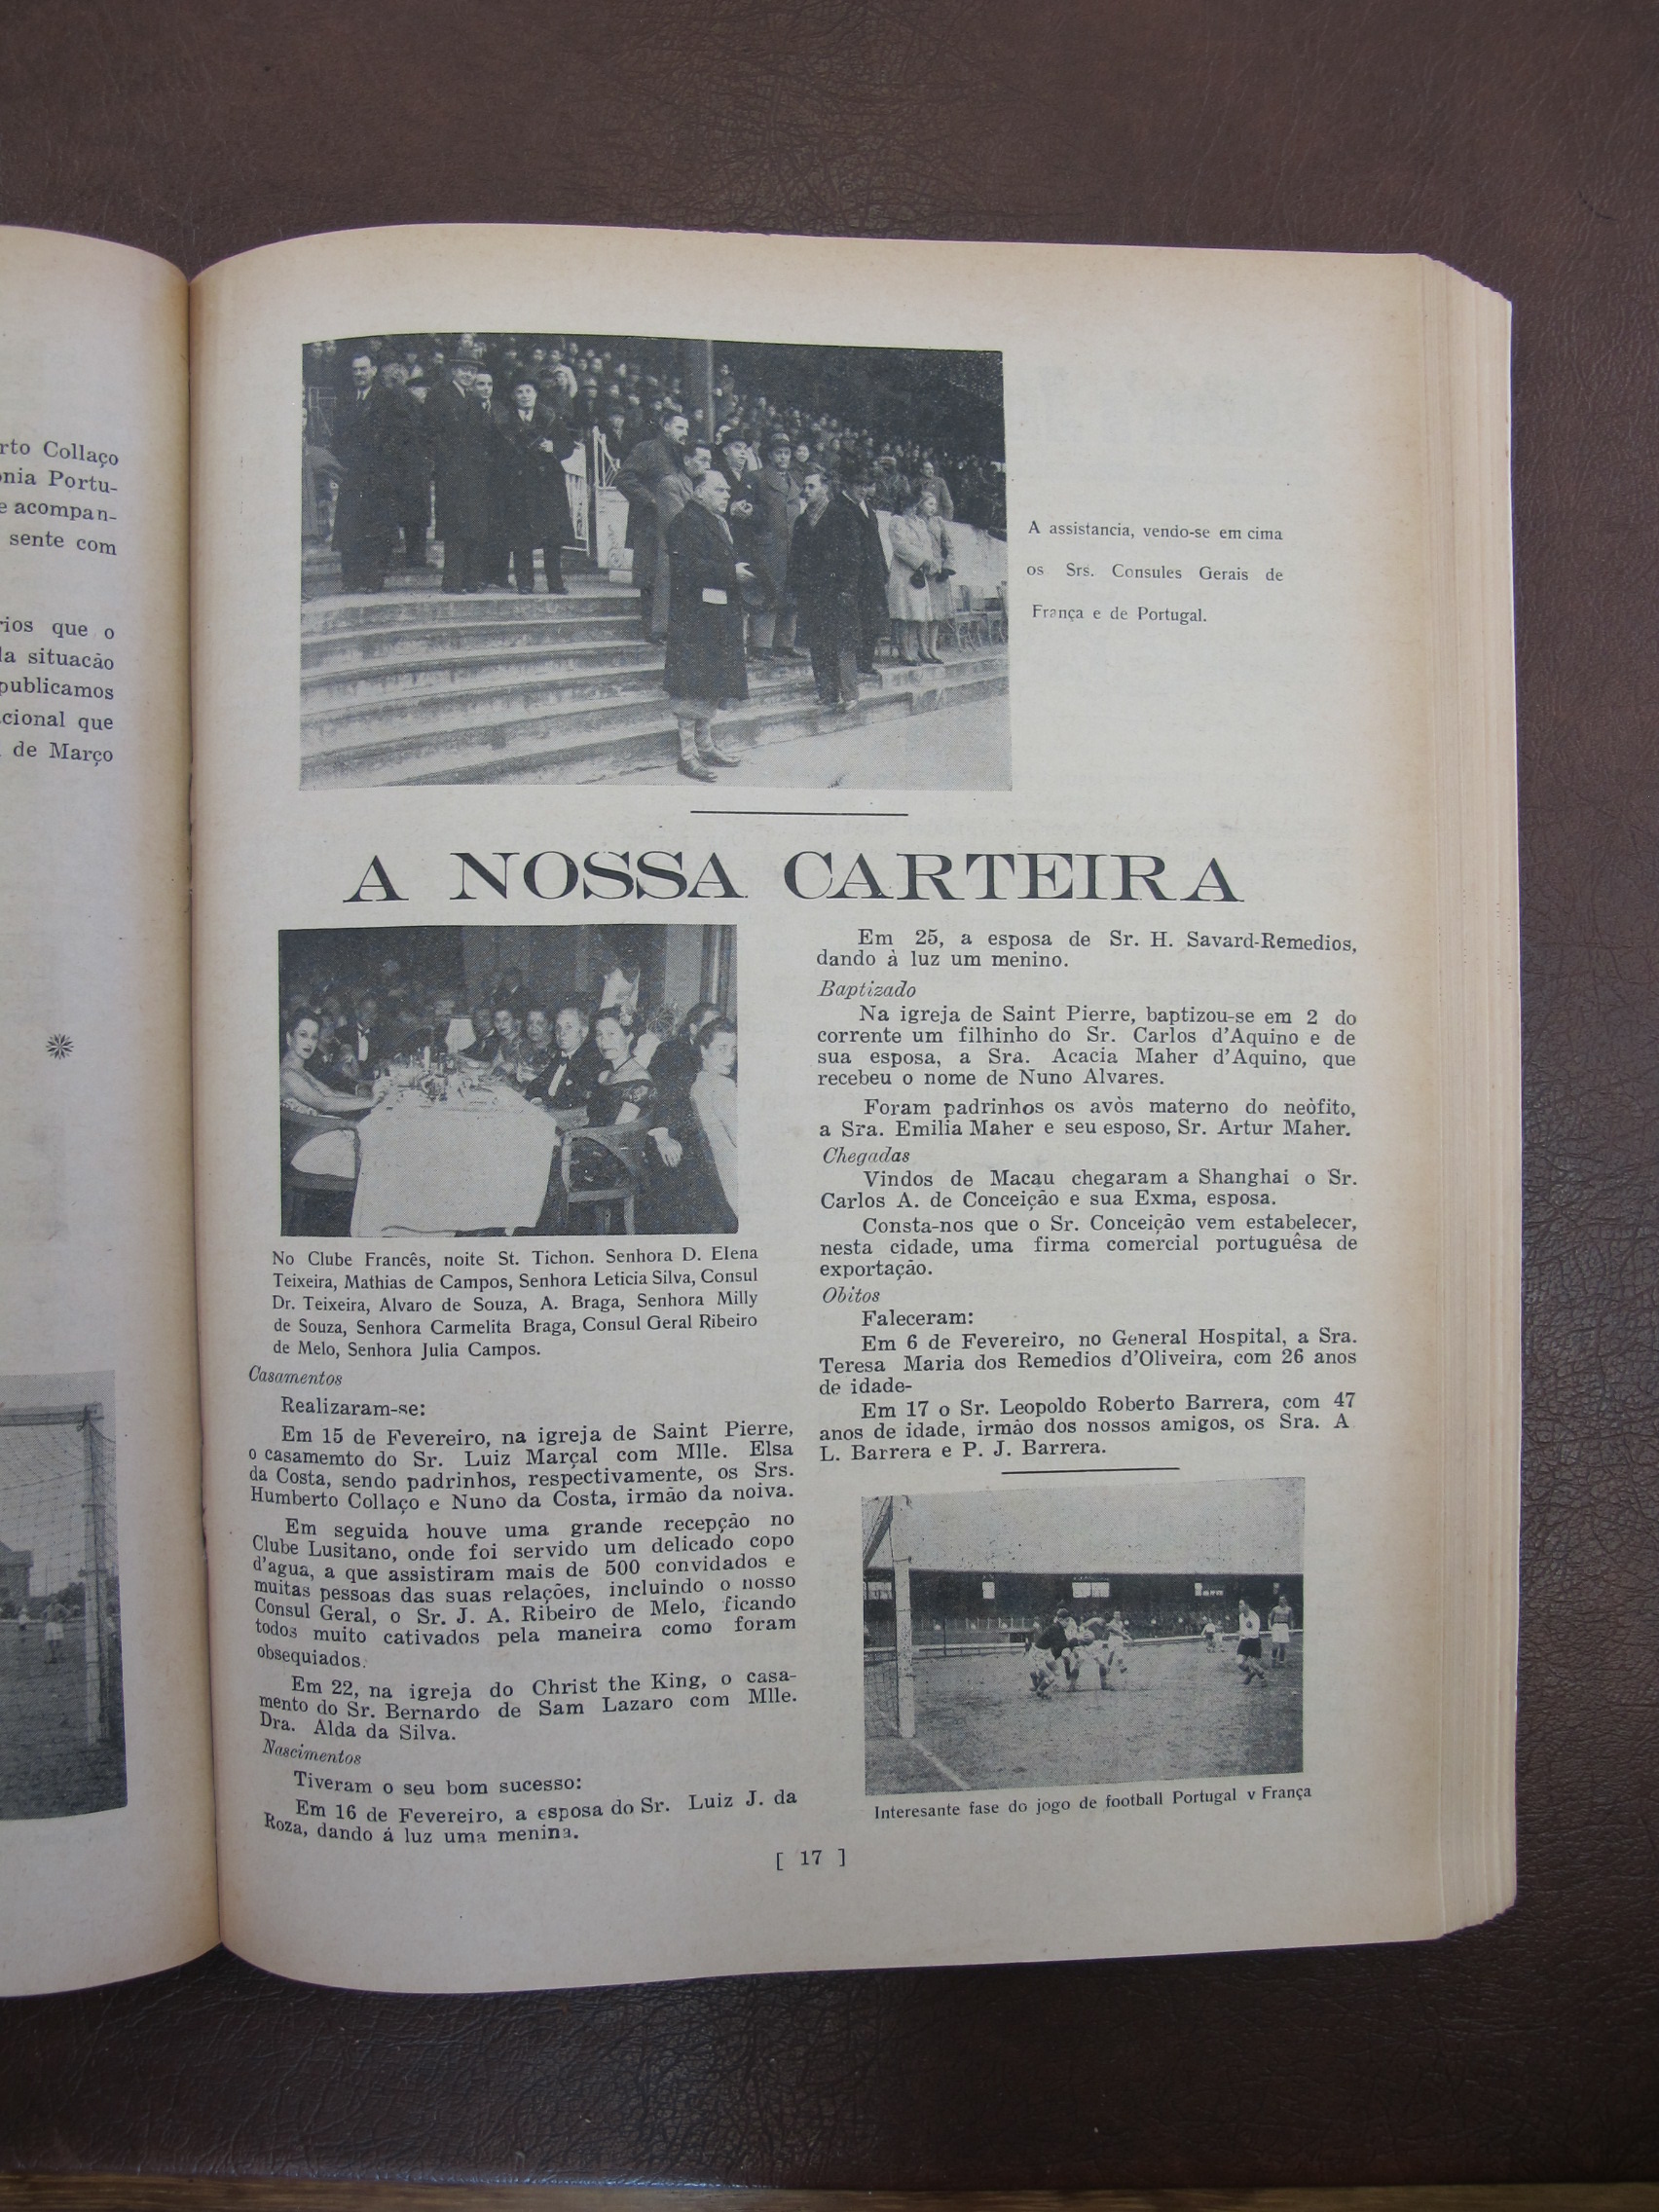 rto Collaço
nia Portu-
e acompan-
sente com
rios que o
la situacão
publicamos
cional que
de Março
A assistancia, vendo-se em cima
os Srs. Consules Gerais de
França e de Portugal.
A NOSSA CARTEIRA
No Clube Francês, noite St. Tichon. Senhora D. Elena
Teixeira, Mathias de Campos, Senhora Leticia Silva, Consul
Dr. Teixeira, Alvaro de Souza, A. Braga, Senhora Milly
de Souza, Senhora Carmelita Braga, Consul Geral Ribeiro
de Melo, Senhora Julia Campos.
Casamentos
Realizaram-se:
Em 15 de Fevereiro, na igreja de Saint Pierre,
o casamemto do Sr. Luiz Marçal com Mlle. Elsa
da Costa, sendo padrinhos, respectivamente, os Srs.
Humberto Collaço e Nuno da Costa, irmão da noiva.
Em seguida houve uma grande recepção no
Clube Lusitano, onde foi servido um delicado copo
d'agua, a que assistiram mais de 500 convidados e
muitas pessoas das suas relações, incluindo o nosso
Consul Geral, o Sr. J. A. Ribeiro de Melo, ficando
todos muito cativados pela maneira como foram
obsequiados.
Em 22, na igreja do Christ the King, o casa-
mento do Sr. Bernardo de Sam Lazaro com Mlle.
Dra. Alda da Silva.
Nascimentos
Tiveram o seu bom sucesso:
Em 16 de Fevereiro, a esposa do Sr. Luiz J. da
Roza, dando á luz uma menina.
Em 25, a esposa de Sr. H. Savard-Remedios,
dando à luz um menino.
Baptizado
Na igreja de Saint Pierre, baptizou-se em 2 do
corrente um filhinho do Sr. Carlos d'Aquino e de
sua esposa, a Sra. Acacia Maher d'Aquino, que
recebeu o nome de Nuno Alvares.
Foram padrinhos os avòs materno do neòfito,
a Sra. Emilia Maher e seu esposo, Sr. Artur Maher.
Chegadas
Vindos de Macau chegaram a Shanghai o Sr.
Carlos A. de Conceição e sua Exma, esposa.
Consta-nos que o Sr. Conceição vem estabelecer,
nesta cidade, uma firma comercial portuguêsa de
exportação.
Obitos
Faleceram:
Em 6 de Fevereiro, no General Hospital, a Sra.
Teresa Maria dos Remedios d'Oliveira, com 26 anos
de idade-
Em 17 o Sr. Leopoldo Roberto Barrera, com 47
anos de idade, irmão dos nossos amigos, os Sra. A
L. Barrera e P. J. Barrera.
Interesante fase do jogo de football Portugal v França
[ 17 ]